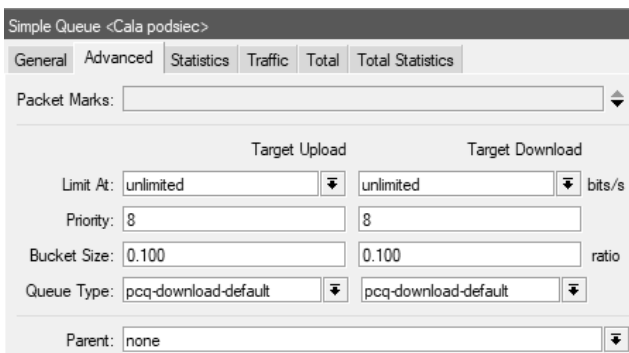 Simple Queue <Cala podsiec>
General Advanced Statistics Traffic Total Total Statistics
Packet Marks:
Target Upload Target Download
Limit At: unlimited unlimited bits/s
Priority: 8 8
Bucket Size: 0.100 0.100 ratio
Queue Type: pcq-download-default pcq-download-default
Parent: none